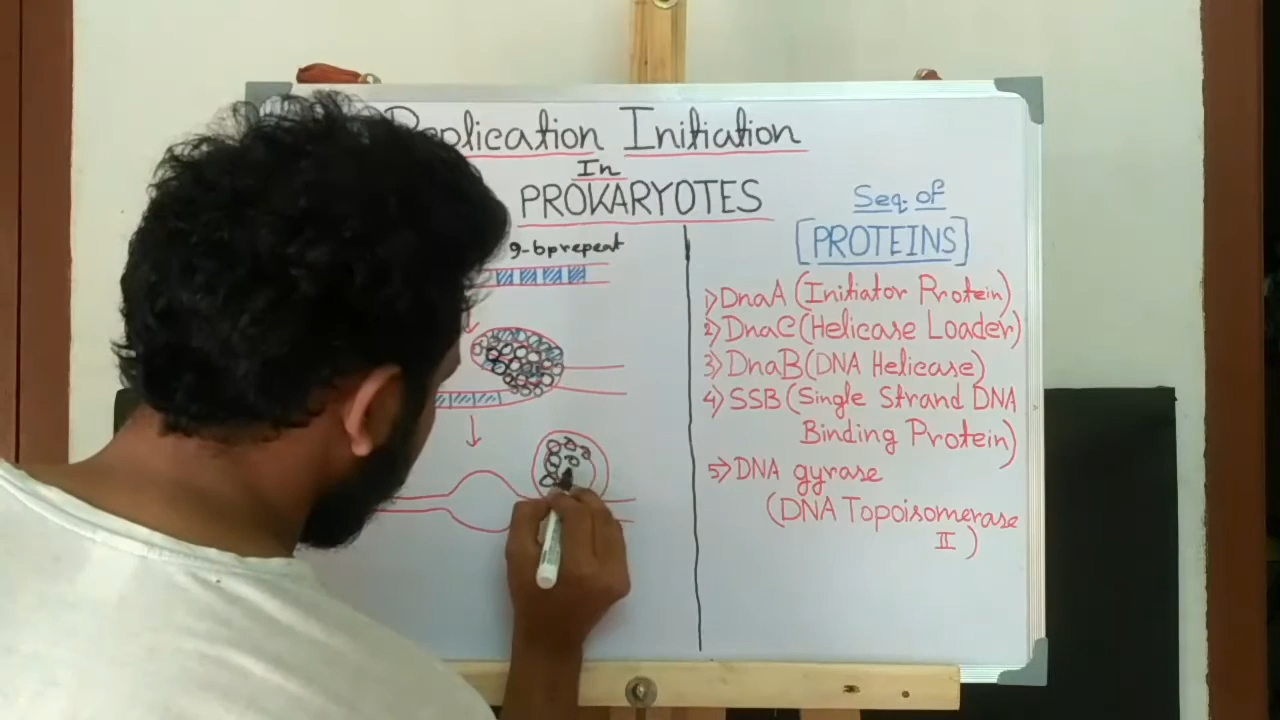 Replication Initiation
In
PROKARYOTES
9-bp repeat
Seq. of
[PROTEINS]
1) DnaA (Initiator Protein)
2) DnaC (Helicase Loader)
3) DnaB (DNA Helicase)
4) SSB (Single Strand DNA
Binding Protein)
5) DNA gyrase
(DNA Topoisomerase
II)